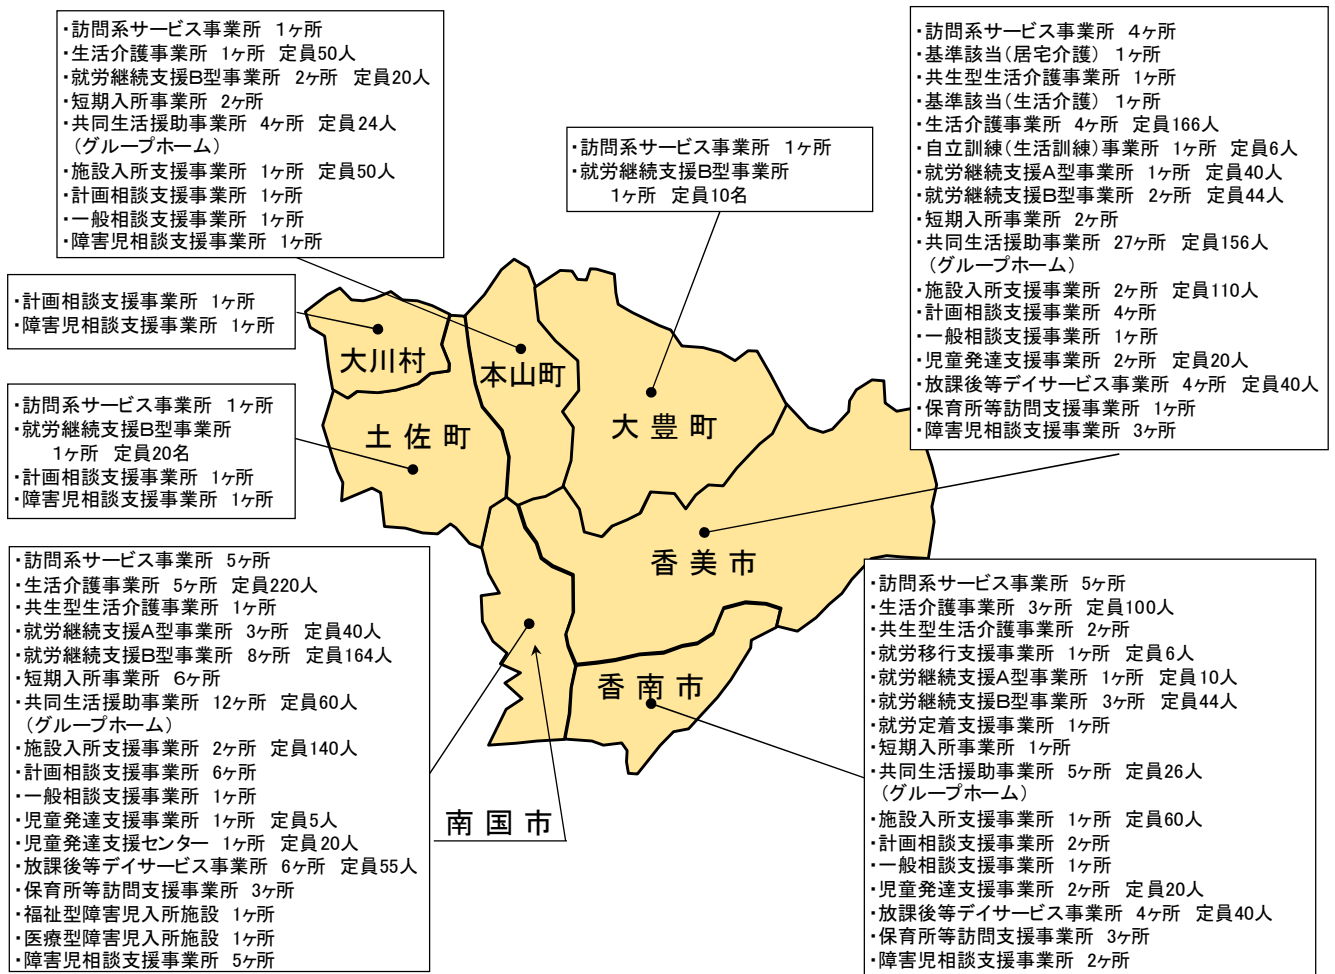 ・訪問系サービス事業所 1ヶ所
・生活介護事業所 1ヶ所 定員50人
・就労継続支援B型事業所 2ヶ所 定員20人
・短期入所事業所 2ヶ所
・共同生活援助事業所 4ヶ所 定員24人
(グループホーム)
・施設入所支援事業所 1ヶ所 定員50人
・計画相談支援事業所 1ヶ所
・一般相談支援事業所 1ヶ所
・障害児相談支援事業所 1ヶ所
・訪問系サービス事業所 1ヶ所
・就労継続支援B型事業所
1ヶ所 定員10名
・訪問系サービス事業所 4ヶ所
・基準該当(居宅介護) 1ヶ所
・共生型生活介護事業所 1ヶ所
・基準該当(生活介護) 1ヶ所
・生活介護事業所 4ヶ所 定員166人
・自立訓練(生活訓練)事業所 1ヶ所 定員6人
・就労継続支援A型事業所 1ヶ所 定員40人
・就労継続支援B型事業所 2ヶ所 定員44人
・短期入所事業所 2ヶ所
・共同生活援助事業所 27ヶ所 定員156人
(グループホーム)
・施設入所支援事業所 2ヶ所 定員110人
・計画相談支援事業所 4ヶ所
・一般相談支援事業所 1ヶ所
・児童発達支援事業所 2ヶ所 定員20人
・放課後等デイサービス事業所 4ヶ所 定員40人
・保育所等訪問支援事業所 1ヶ所
・障害児相談支援事業所 3ヶ所
・計画相談支援事業所 1ヶ所
・障害児相談支援事業所 1ヶ所
大川村
本山町
大豊町
土佐町
・訪問系サービス事業所 1ヶ所
・就労継続支援B型事業所
1ヶ所 定員20名
・計画相談支援事業所 1ヶ所
・障害児相談支援事業所 1ヶ所
香美市
香南市
南国市
・訪問系サービス事業所 5ヶ所
・生活介護事業所 5ヶ所 定員220人
・共生型生活介護事業所 1ヶ所
・就労継続支援A型事業所 3ヶ所 定員40人
・就労継続支援B型事業所 8ヶ所 定員164人
・短期入所事業所 6ヶ所
・共同生活援助事業所 12ヶ所 定員60人
(グループホーム)
・施設入所支援事業所 2ヶ所 定員140人
・計画相談支援事業所 6ヶ所
・一般相談支援事業所 1ヶ所
・児童発達支援事業所 1ヶ所 定員5人
・児童発達支援センター 1ヶ所 定員20人
・放課後等デイサービス事業所 6ヶ所 定員55人
・保育所等訪問支援事業所 3ヶ所
・福祉型障害児入所施設 1ヶ所
・医療型障害児入所施設 1ヶ所
・障害児相談支援事業所 5ヶ所
・訪問系サービス事業所 5ヶ所
・生活介護事業所 3ヶ所 定員100人
・共生型生活介護事業所 2ヶ所
・就労移行支援事業所 1ヶ所 定員6人
・就労継続支援A型事業所 1ヶ所 定員10人
・就労継続支援B型事業所 3ヶ所 定員44人
・就労定着支援事業所 1ヶ所
・短期入所事業所 1ヶ所
・共同生活援助事業所 5ヶ所 定員26人
(グループホーム)
・施設入所支援事業所 1ヶ所 定員60人
・計画相談支援事業所 2ヶ所
・一般相談支援事業所 1ヶ所
・児童発達支援事業所 2ヶ所 定員20人
・放課後等デイサービス事業所 4ヶ所 定員40人
・保育所等訪問支援事業所 3ヶ所
・障害児相談支援事業所 2ヶ所